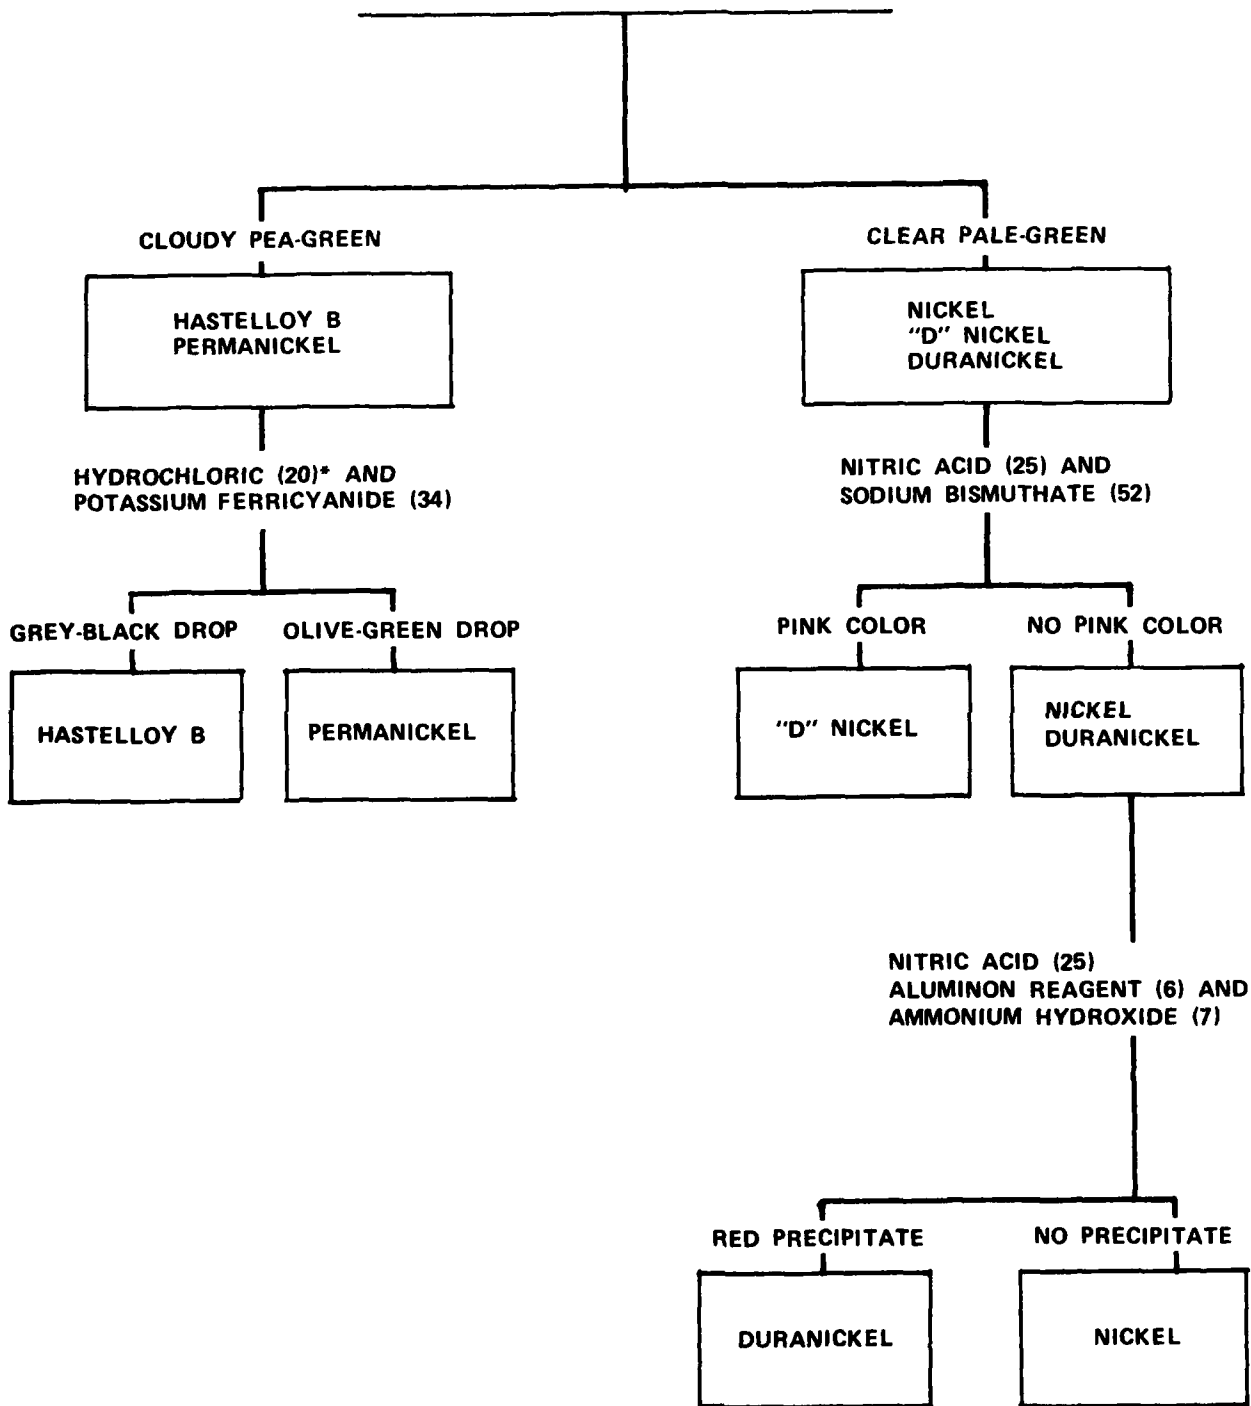 CLOUDY PEA-GREEN
CLEAR PALE-GREEN
HASTELLOY B
PERMANICKEL
NICKEL
"D" NICKEL
DURANICKEL
HYDROCHLORIC (20)* AND
POTASSIUM FERRICYANIDE (34)
NITRIC ACID (25) AND
SODIUM BISMUTHATE (52)
GREY-BLACK DROP
OLIVE-GREEN DROP
PINK COLOR
NO PINK COLOR
HASTELLOY B
PERMANICKEL
"D" NICKEL
NICKEL
DURANICKEL
NITRIC ACID (25)
ALUMINON REAGENT (6) AND
AMMONIUM HYDROXIDE (7)
RED PRECIPITATE
NO PRECIPITATE
DURANICKEL
NICKEL